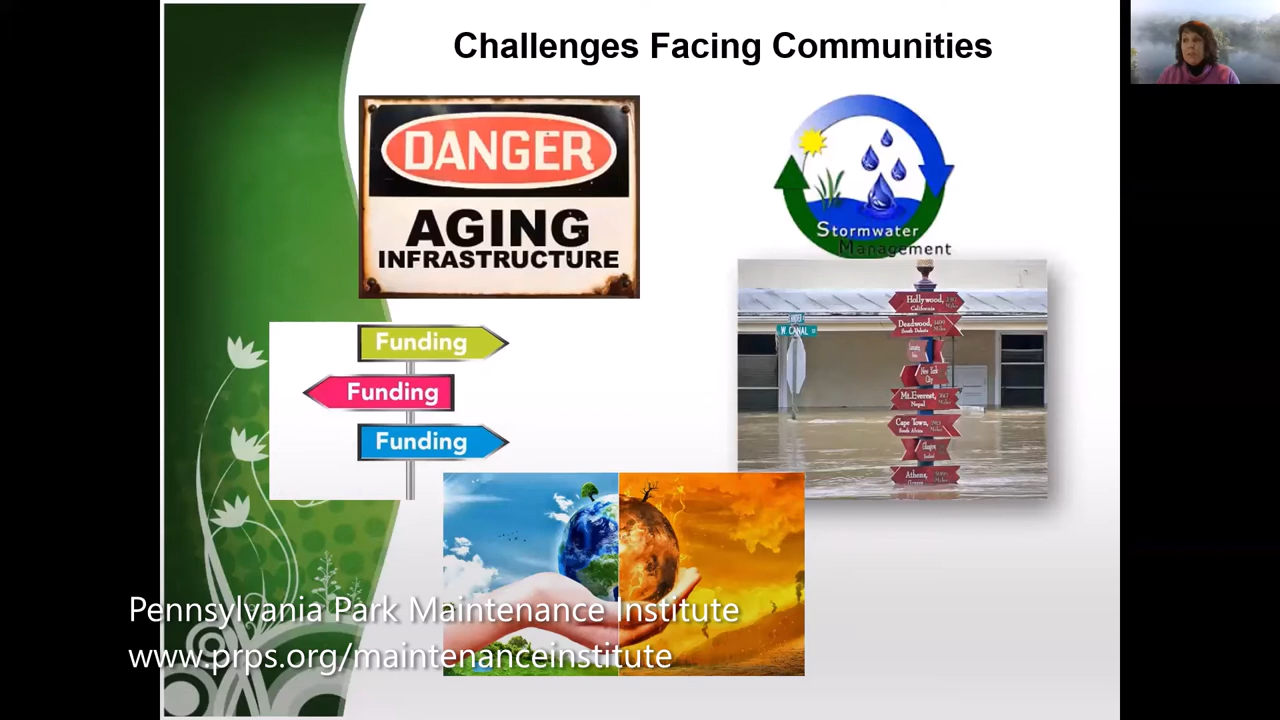 Challenges Facing Communities
DANGER
AGING
INFRASTRUCTURE
Stormwater
Management
Funding
Funding
Funding
W. CANAL
Hollywood,
California
Deadwood,
South Dakota
New York
City
Mt. Everest,
Nepal
Cape Town,
South Africa
Athens,
Pennsylvania Park Maintenance Institute
www.prps.org/maintenanceinstitute